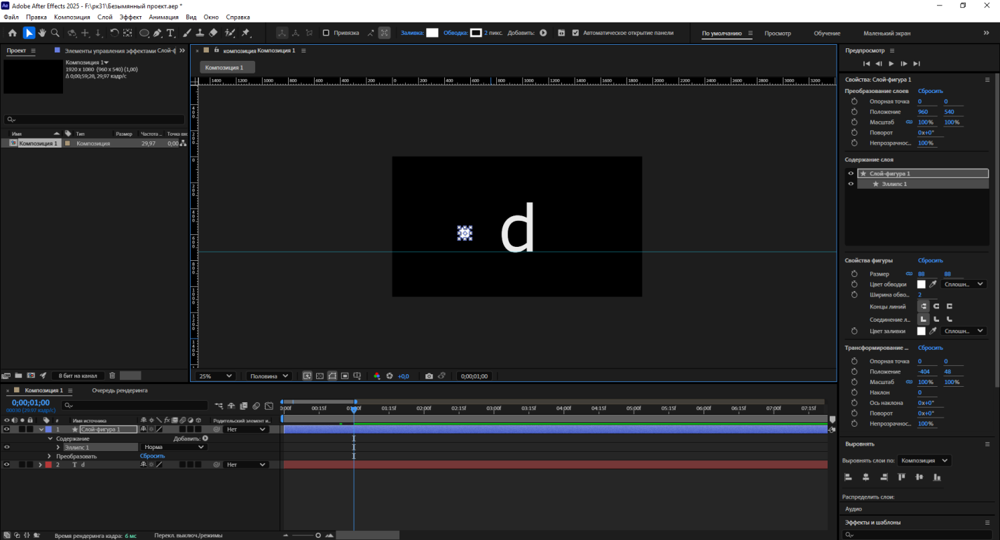 Adobe After Effects 2025 - F:\рк31\Безымянный проект.aep *
Файл Правка Композиция Слой Эффект Анимация Вид Окно Справка
Привязка Заливка: Обводка: 2 пикс. Добавить: Автоматическое открытие панели По умолчанию Просмотр Обучение Маленький экран
Проект Элементы управления эффектами Слой-ф
Композиция 1
1920 x 1080 (960 x 540) (1,00)
Δ 0;00;59;28, 29,97 кадр/с
Имя Тип Размер Частота ... Точка вх
Композиция 1 Композиция 29,97 0;00
8 бит на канал
композиция Композиция 1
Композиция 1
1400 1200 1000 800 600 400 200 0 200 400 600 800 1000 1200 1400 1600 1800 2000 2200 2400 2600 2800 3000 3200
d
25% Половина +0,0 0;00;01;00
Предпросмотр
Свойства: Слой-фигура 1
Преобразование слоев Сбросить
Опорная точка 0 0
Положение 960 540
Масштаб 100% 100%
Поворот 0x+0°
Непрозрачнос... 100%
Содержание слоя
Слой-фигура 1
Эллипс 1
Свойства фигуры Сбросить
Размер 88 88
Цвет обводки Сплошн...
Ширина обво... 2
Концы линий
Соединение л...
Цвет заливки Сплошн...
Трансформирование ... Сбросить
Опорная точка 0 0
Положение -404 48
Масштаб 100% 100%
Наклон 0
Ось наклона 0x+0°
Поворот 0x+0°
Непрозрачнос... 100%
Выровнять
Выровнять слои по: Композиция
Распределить слои:
Аудио
Эффекты и шаблоны
Композиция 1 Очередь рендеринга
0;00;01;00
00030 (29,97 кадр/с)
0:00f 00:15f 01:00f 01:15f 02:00f 02:15f 03:00f 03:15f 04:00f 04:15f 05:00f 05:15f 06:00f 06:15f 07:00f 07:15f
# Имя источника Родительский элемент и...
1 Слой-фигура 1 Нет
Содержание Добавить:
Эллипс 1 Норма
Преобразовать Сбросить
2 T d Нет
Время рендеринга кадра: 6 мс Перекл. выключ./режимы